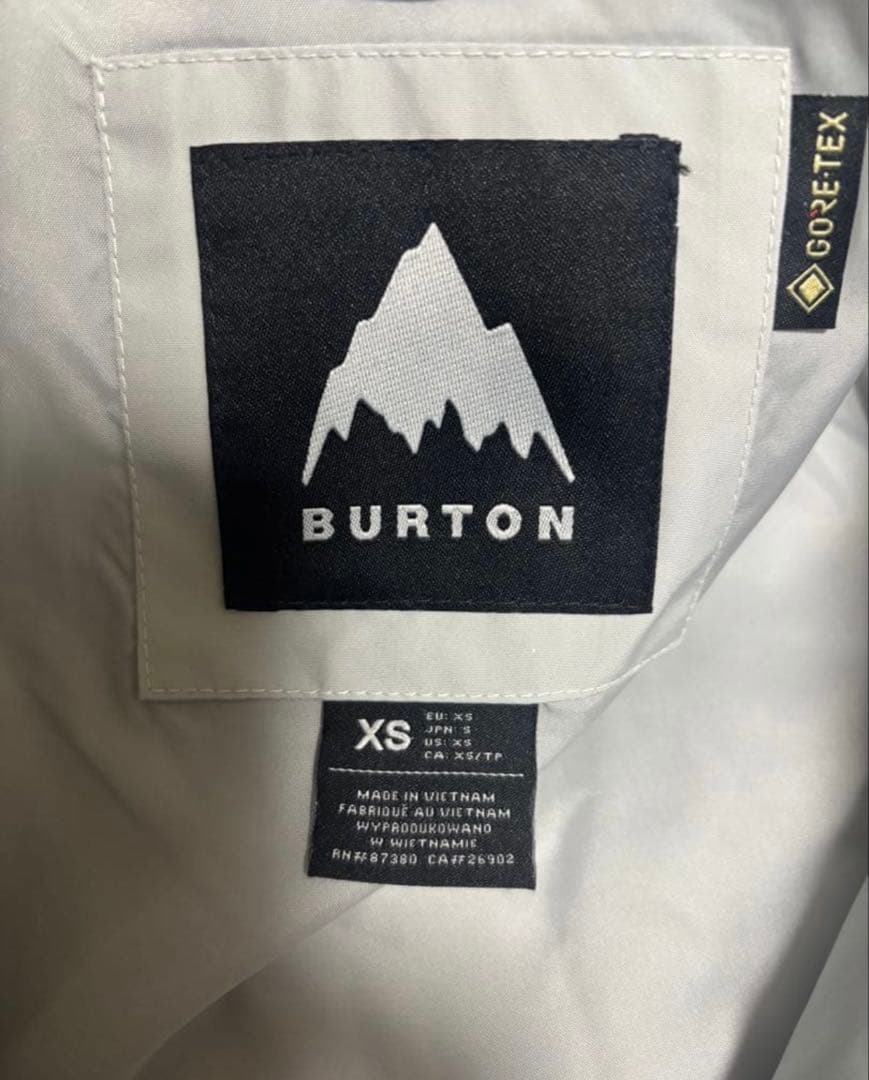 BURTON
GORE-TEX
XS
EU: XS
JPN: S
US: XS
CA: XS/TP
MADE IN VIETNAM
FABRIQUÉ AU VIETNAM
WYPRODUKOWANO
W WIETNAMIE
RN#87380 CA#26902